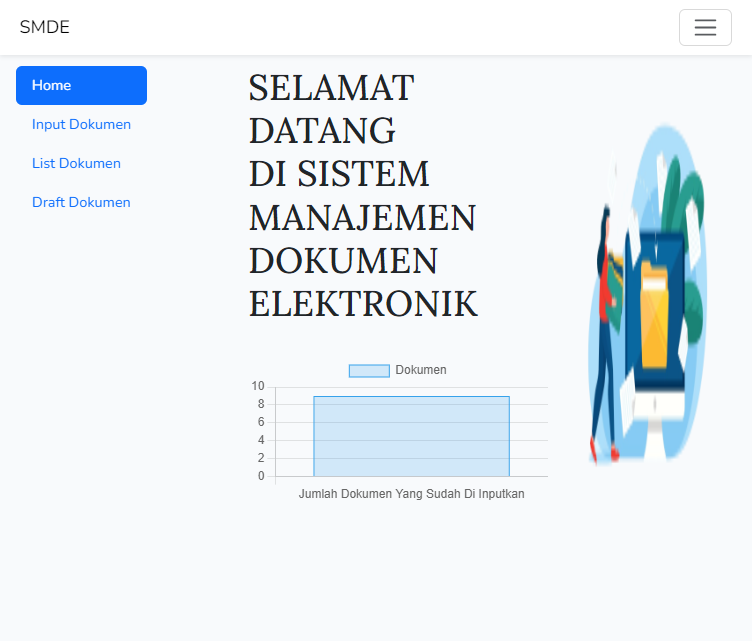 SMDE
Home
Input Dokumen
List Dokumen
Draft Dokumen
SELAMAT
DATANG
DI SISTEM
MANAJEMEN
DOKUMEN
ELEKTRONIK
Dokumen
10
8
6
4
2
0
Jumlah Dokumen Yang Sudah Di Inputkan